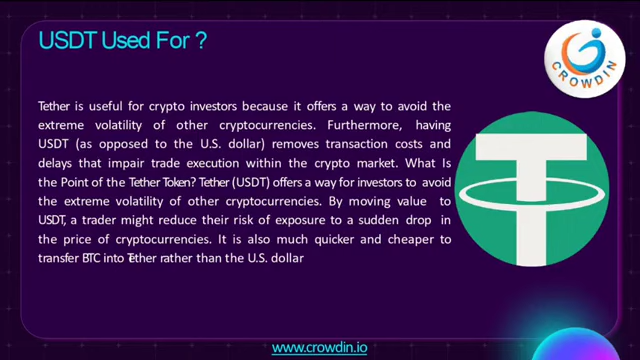 USDT Used For ?
CROWDIN
Tether is useful for crypto investors because it offers a way to avoid the
extreme volatility of other cryptocurrencies. Furthermore, having
USDT (as opposed to the U.S. dollar) removes transaction costs and
delays that impair trade execution within the crypto market. What Is
the Point of the Tether Token? Tether (USDT) offers a way for investors to avoid
the extreme volatility of other cryptocurrencies. By moving value to
USDT, a trader might reduce their risk of exposure to a sudden drop in
the price of cryptocurrencies. It is also much quicker and cheaper to
transfer BTC into Tether rather than the U.S. dollar
www.crowdin.io